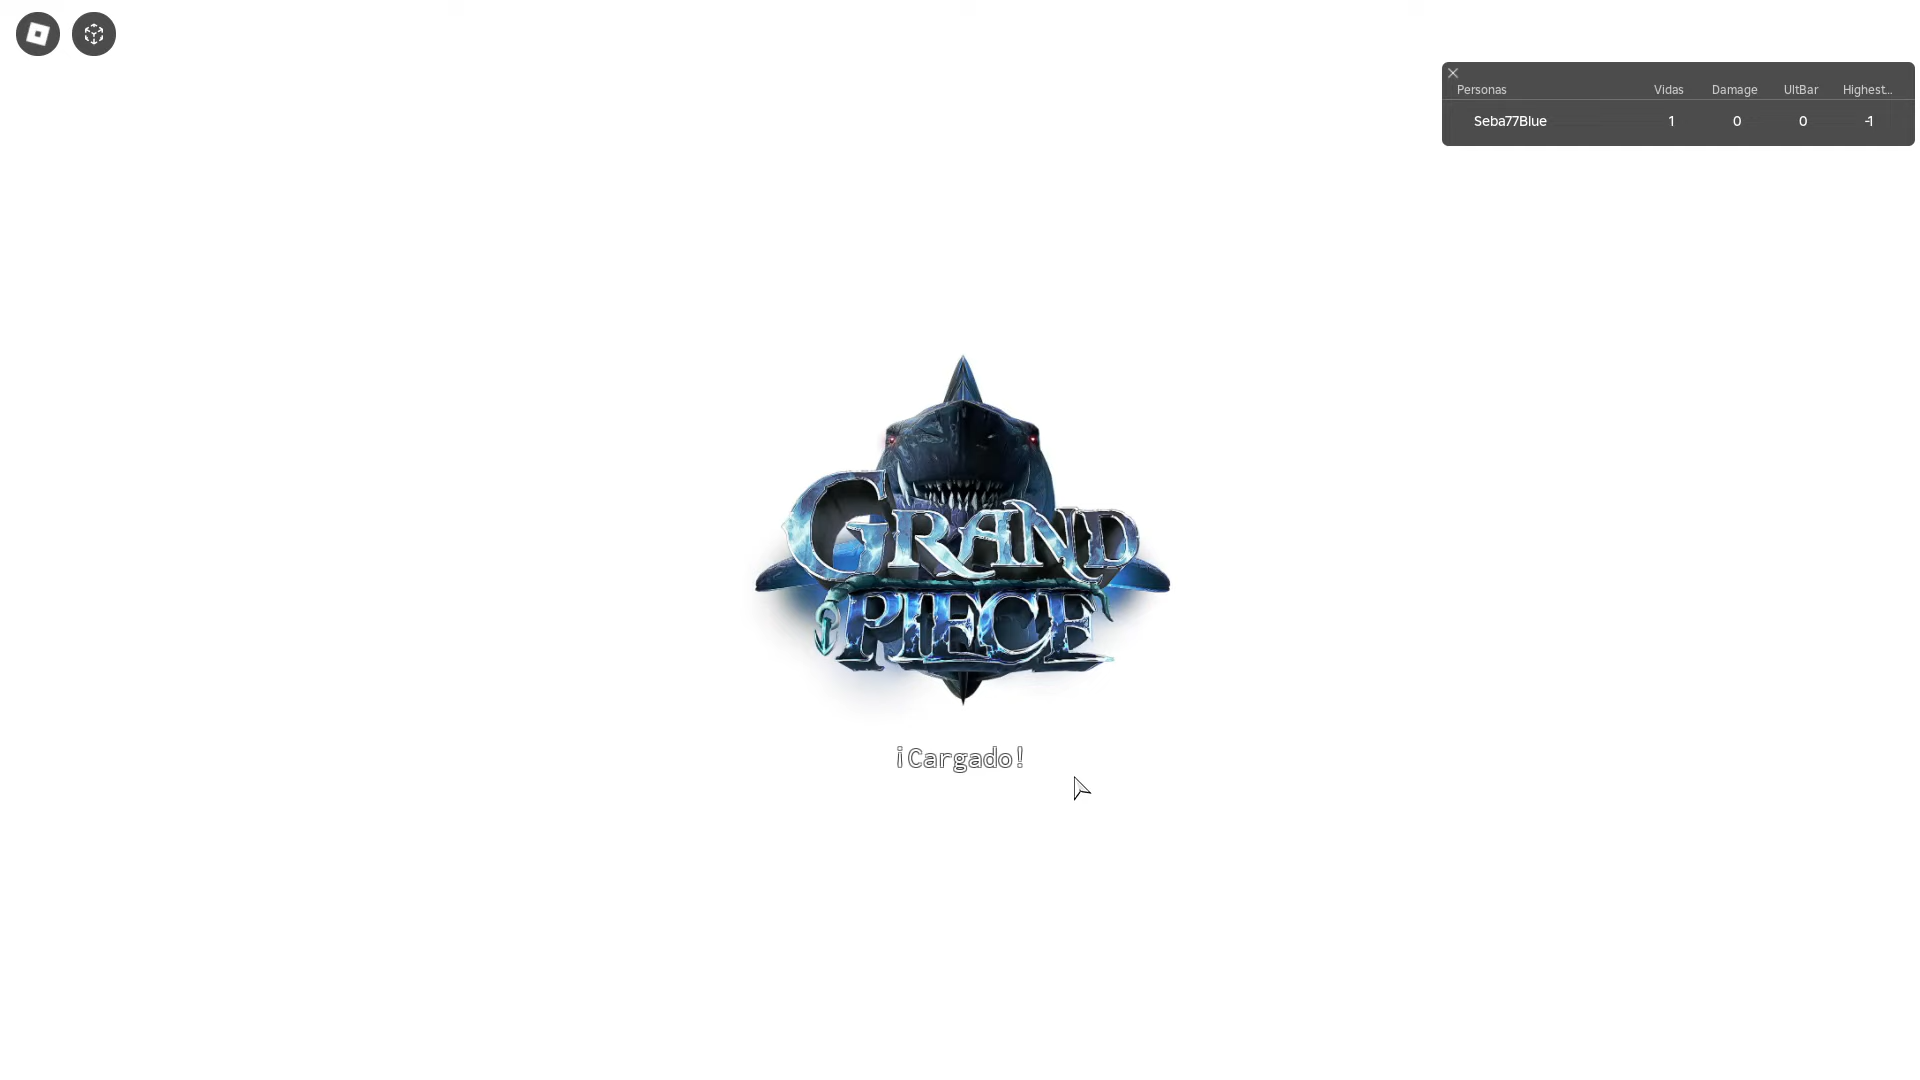 Personas Vidas Damage UltBar Highest...
Seba77Blue 1 0 0 -1
GRAND
PIECE
¡Cargado!